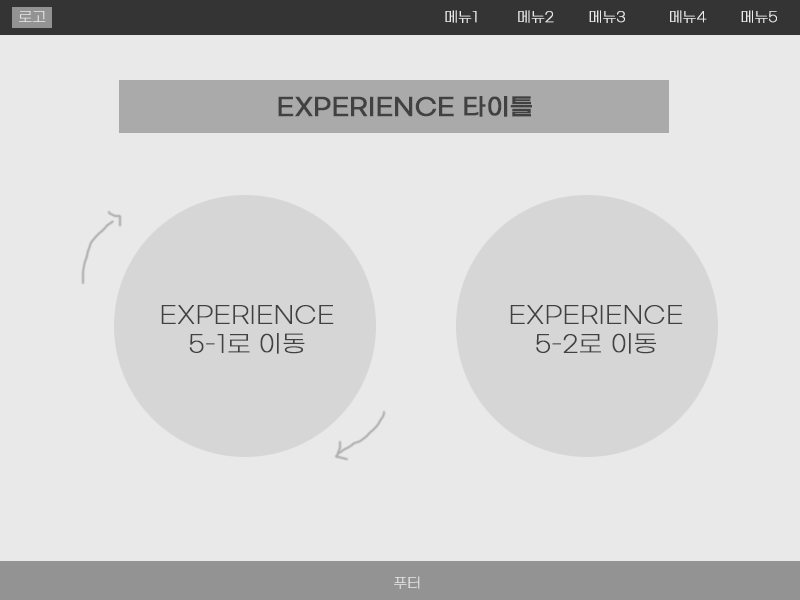 로고 메뉴1 메뉴2 메뉴3 메뉴4 메뉴5
EXPERIENCE 타이틀
EXPERIENCE
5-1로 이동
EXPERIENCE
5-2로 이동
푸터